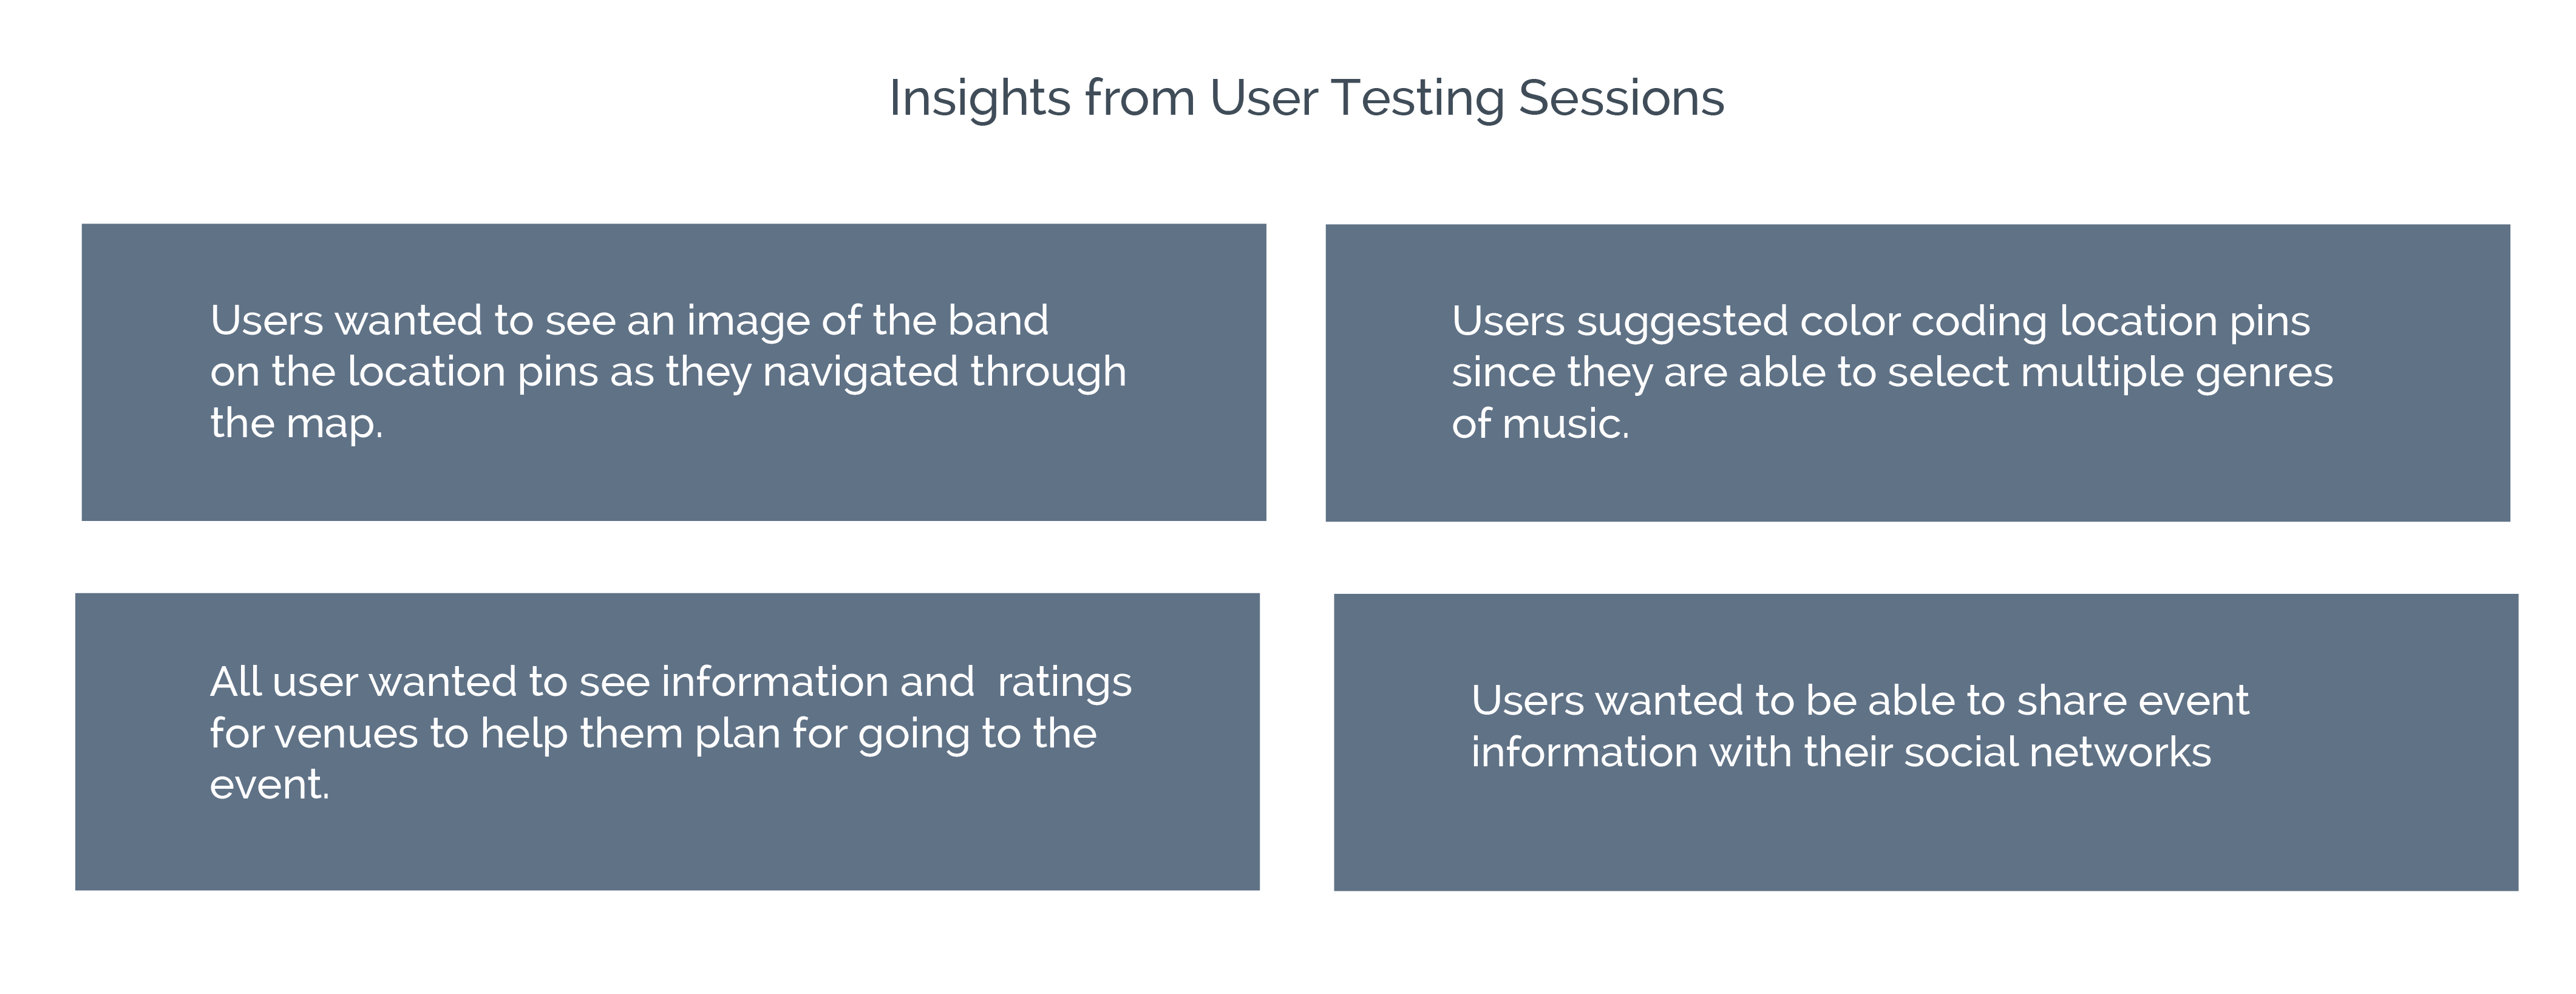 Insights from User Testing Sessions
Users wanted to see an image of the band
on the location pins as they navigated through
the map.
Users suggested color coding location pins
since they are able to select multiple genres
of music.
All user wanted to see information and  ratings
for venues to help them plan for going to the
event.
Users wanted to be able to share event
information with their social networks